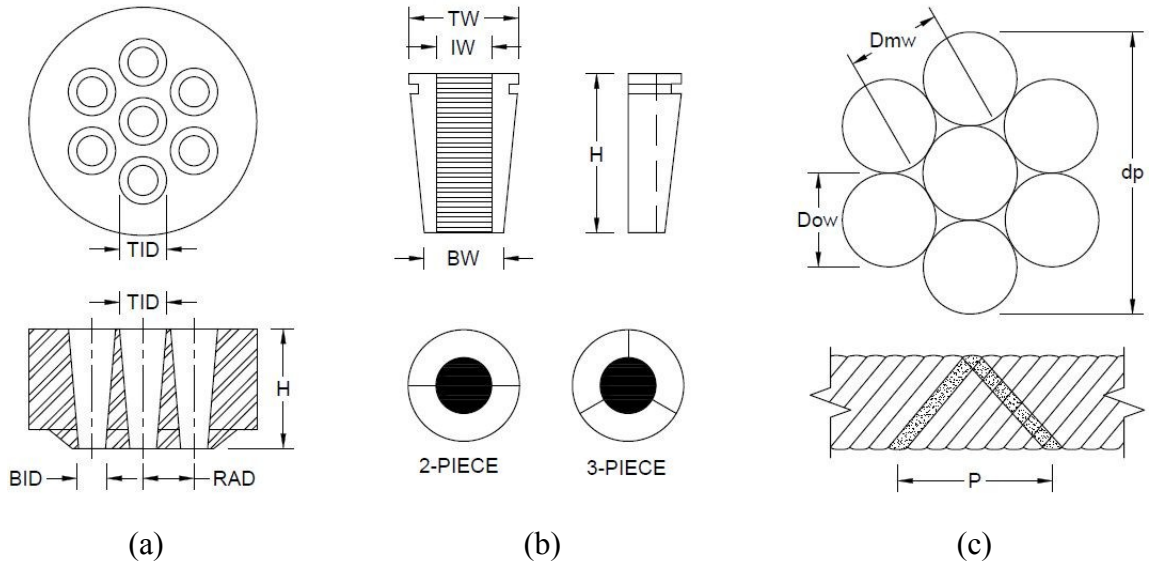 TID
TID
H
BID
RAD
(a)
TW
IW
H
BW
2-PIECE
3-PIECE
(b)
Dmw
dp
Dow
P
(c)